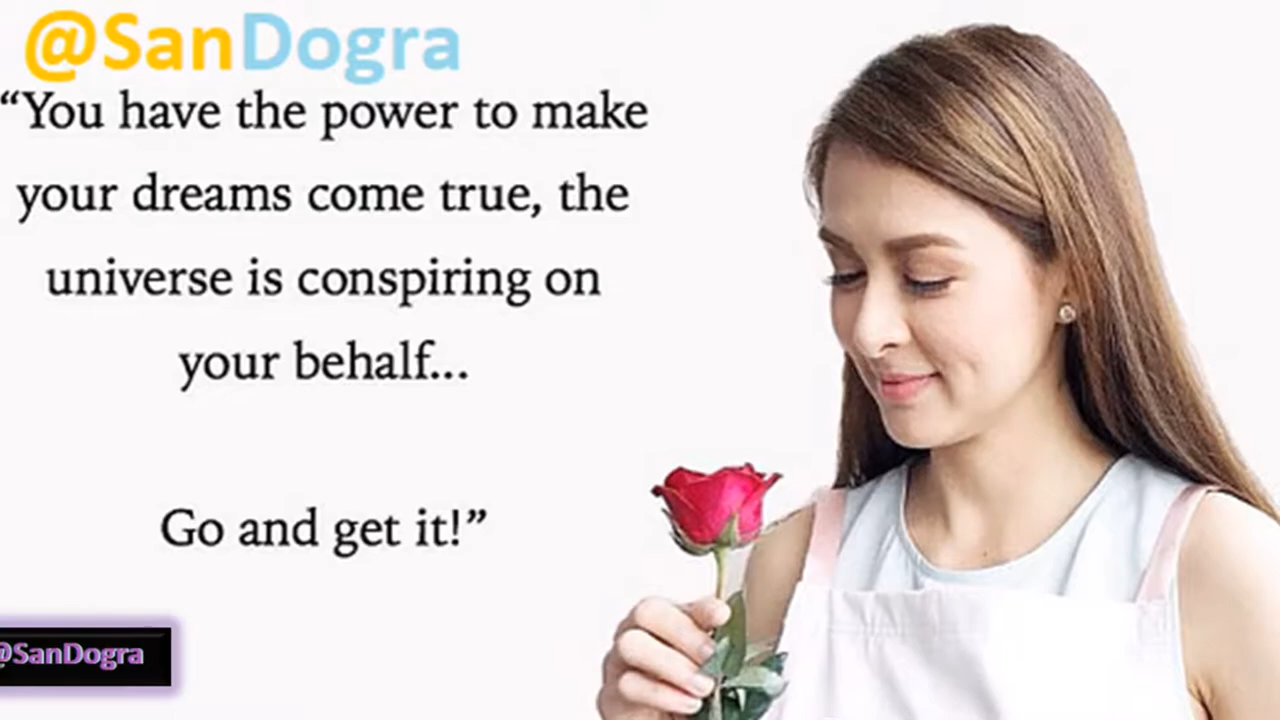 @SanDogra
“You have the power to make
your dreams come true, the
universe is conspiring on
your behalf...
Go and get it!”
@SanDogra